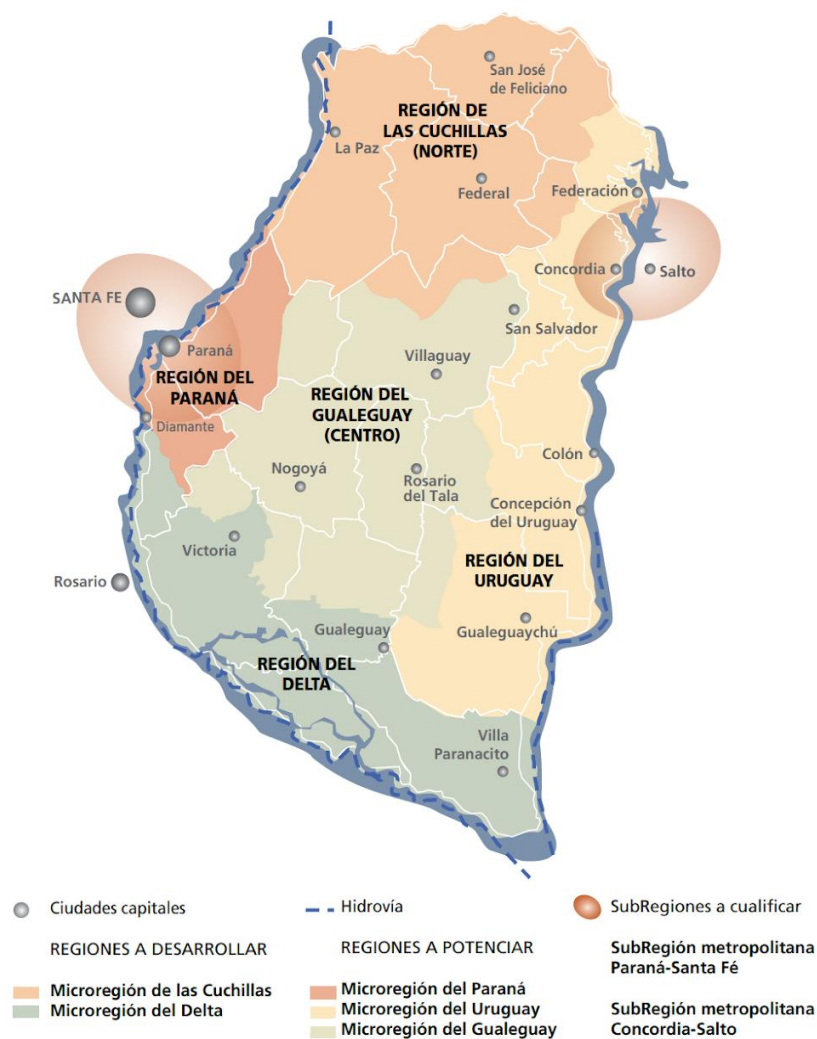 San José
de Feliciano
REGIÓN DE
LAS CUCHILLAS
(NORTE)
La Paz
Federal
Federación
Concordia
Salto
SANTA FE
San Salvador
Paraná
Villaguay
REGIÓN DEL
PARANÁ
REGIÓN DEL
GUALEGUAY
(CENTRO)
Diamante
Colón
Nogoyá
Rosario
del Tala
Concepción
del Uruguay
Victoria
REGIÓN DEL
URUGUAY
Rosario
Gualeguay
Gualeguaychú
REGIÓN DEL
DELTA
Villa
Paranacito
Ciudades capitales
Hidrovía
SubRegiones a cualificar
REGIONES A DESARROLLAR
REGIONES A POTENCIAR
SubRegión metropolitana
Paraná-Santa Fé
Microregión de las Cuchillas
Microregión del Delta
Microregión del Paraná
Microregión del Uruguay
Microregión del Gualeguay
SubRegión metropolitana
Concordia-Salto